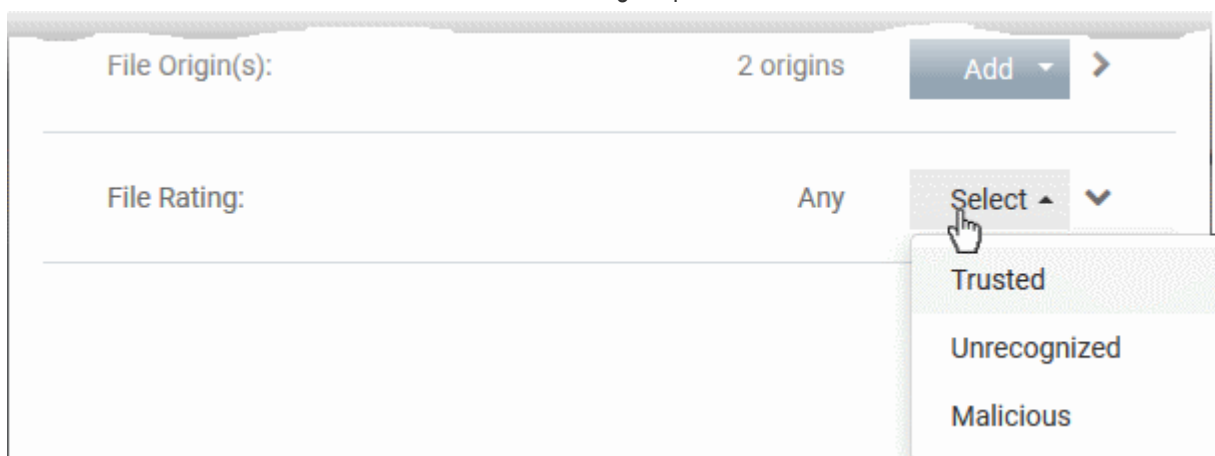 File Origin(s): 2 origins Add
File Rating: Any Select
Trusted
Unrecognized
Malicious